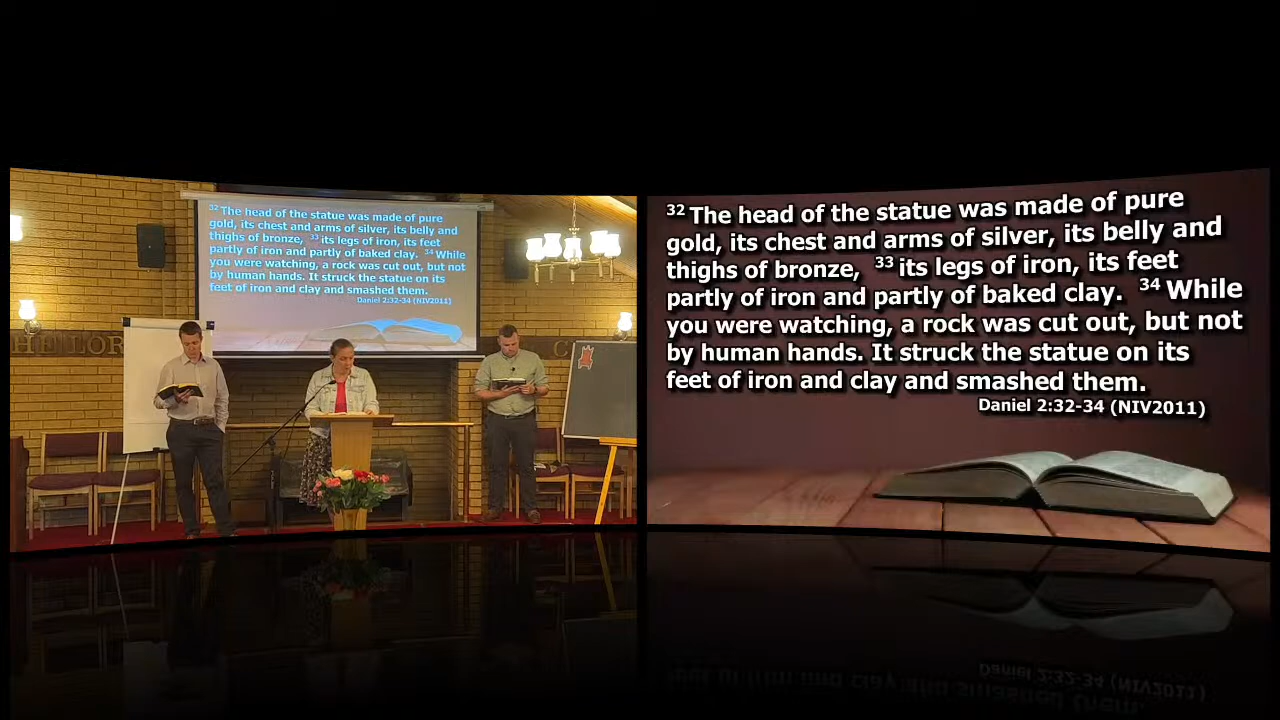 32 The head of the statue was made of pure
gold, its chest and arms of silver, its belly and
thighs of bronze, 33 its legs of iron, its feet
partly of iron and partly of baked clay. 34 While
you were watching, a rock was cut out, but not
by human hands. It struck the statue on its
feet of iron and clay and smashed them.
Daniel 2:32-34 (NIV2011)
HE LOR
C
32 The head of the statue was made of pure
gold, its chest and arms of silver, its belly and
thighs of bronze, 33 its legs of iron, its feet
partly of iron and partly of baked clay. 34 While
you were watching, a rock was cut out, but not
by human hands. It struck the statue on its
feet of iron and clay and smashed them.
Daniel 2:32-34 (NIV2011)